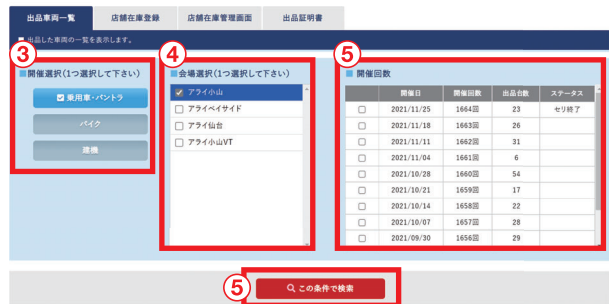 出品車両一覧
店舗在庫登録
店舗在庫管理画面
出品証明書
出品した車両の一覧を表示します。
③
④
⑤
開催選択(1つ選択して下さい)
乗用車・バントラ
バイク
建機
会場選択(1つ選択して下さい)
アライ小山
アライベイサイド
アライ仙台
アライ小山VT
開催回数
開催日 開催回数 出品台数 ステータス
2021/11/25 1664回 23 セリ終了
2021/11/18 1663回 26
2021/11/11 1662回 31
2021/11/04 1661回 6
2021/10/28 1660回 54
2021/10/21 1659回 17
2021/10/14 1658回 22
2021/10/07 1657回 28
2021/09/30 1656回 29
⑤
この条件で検索